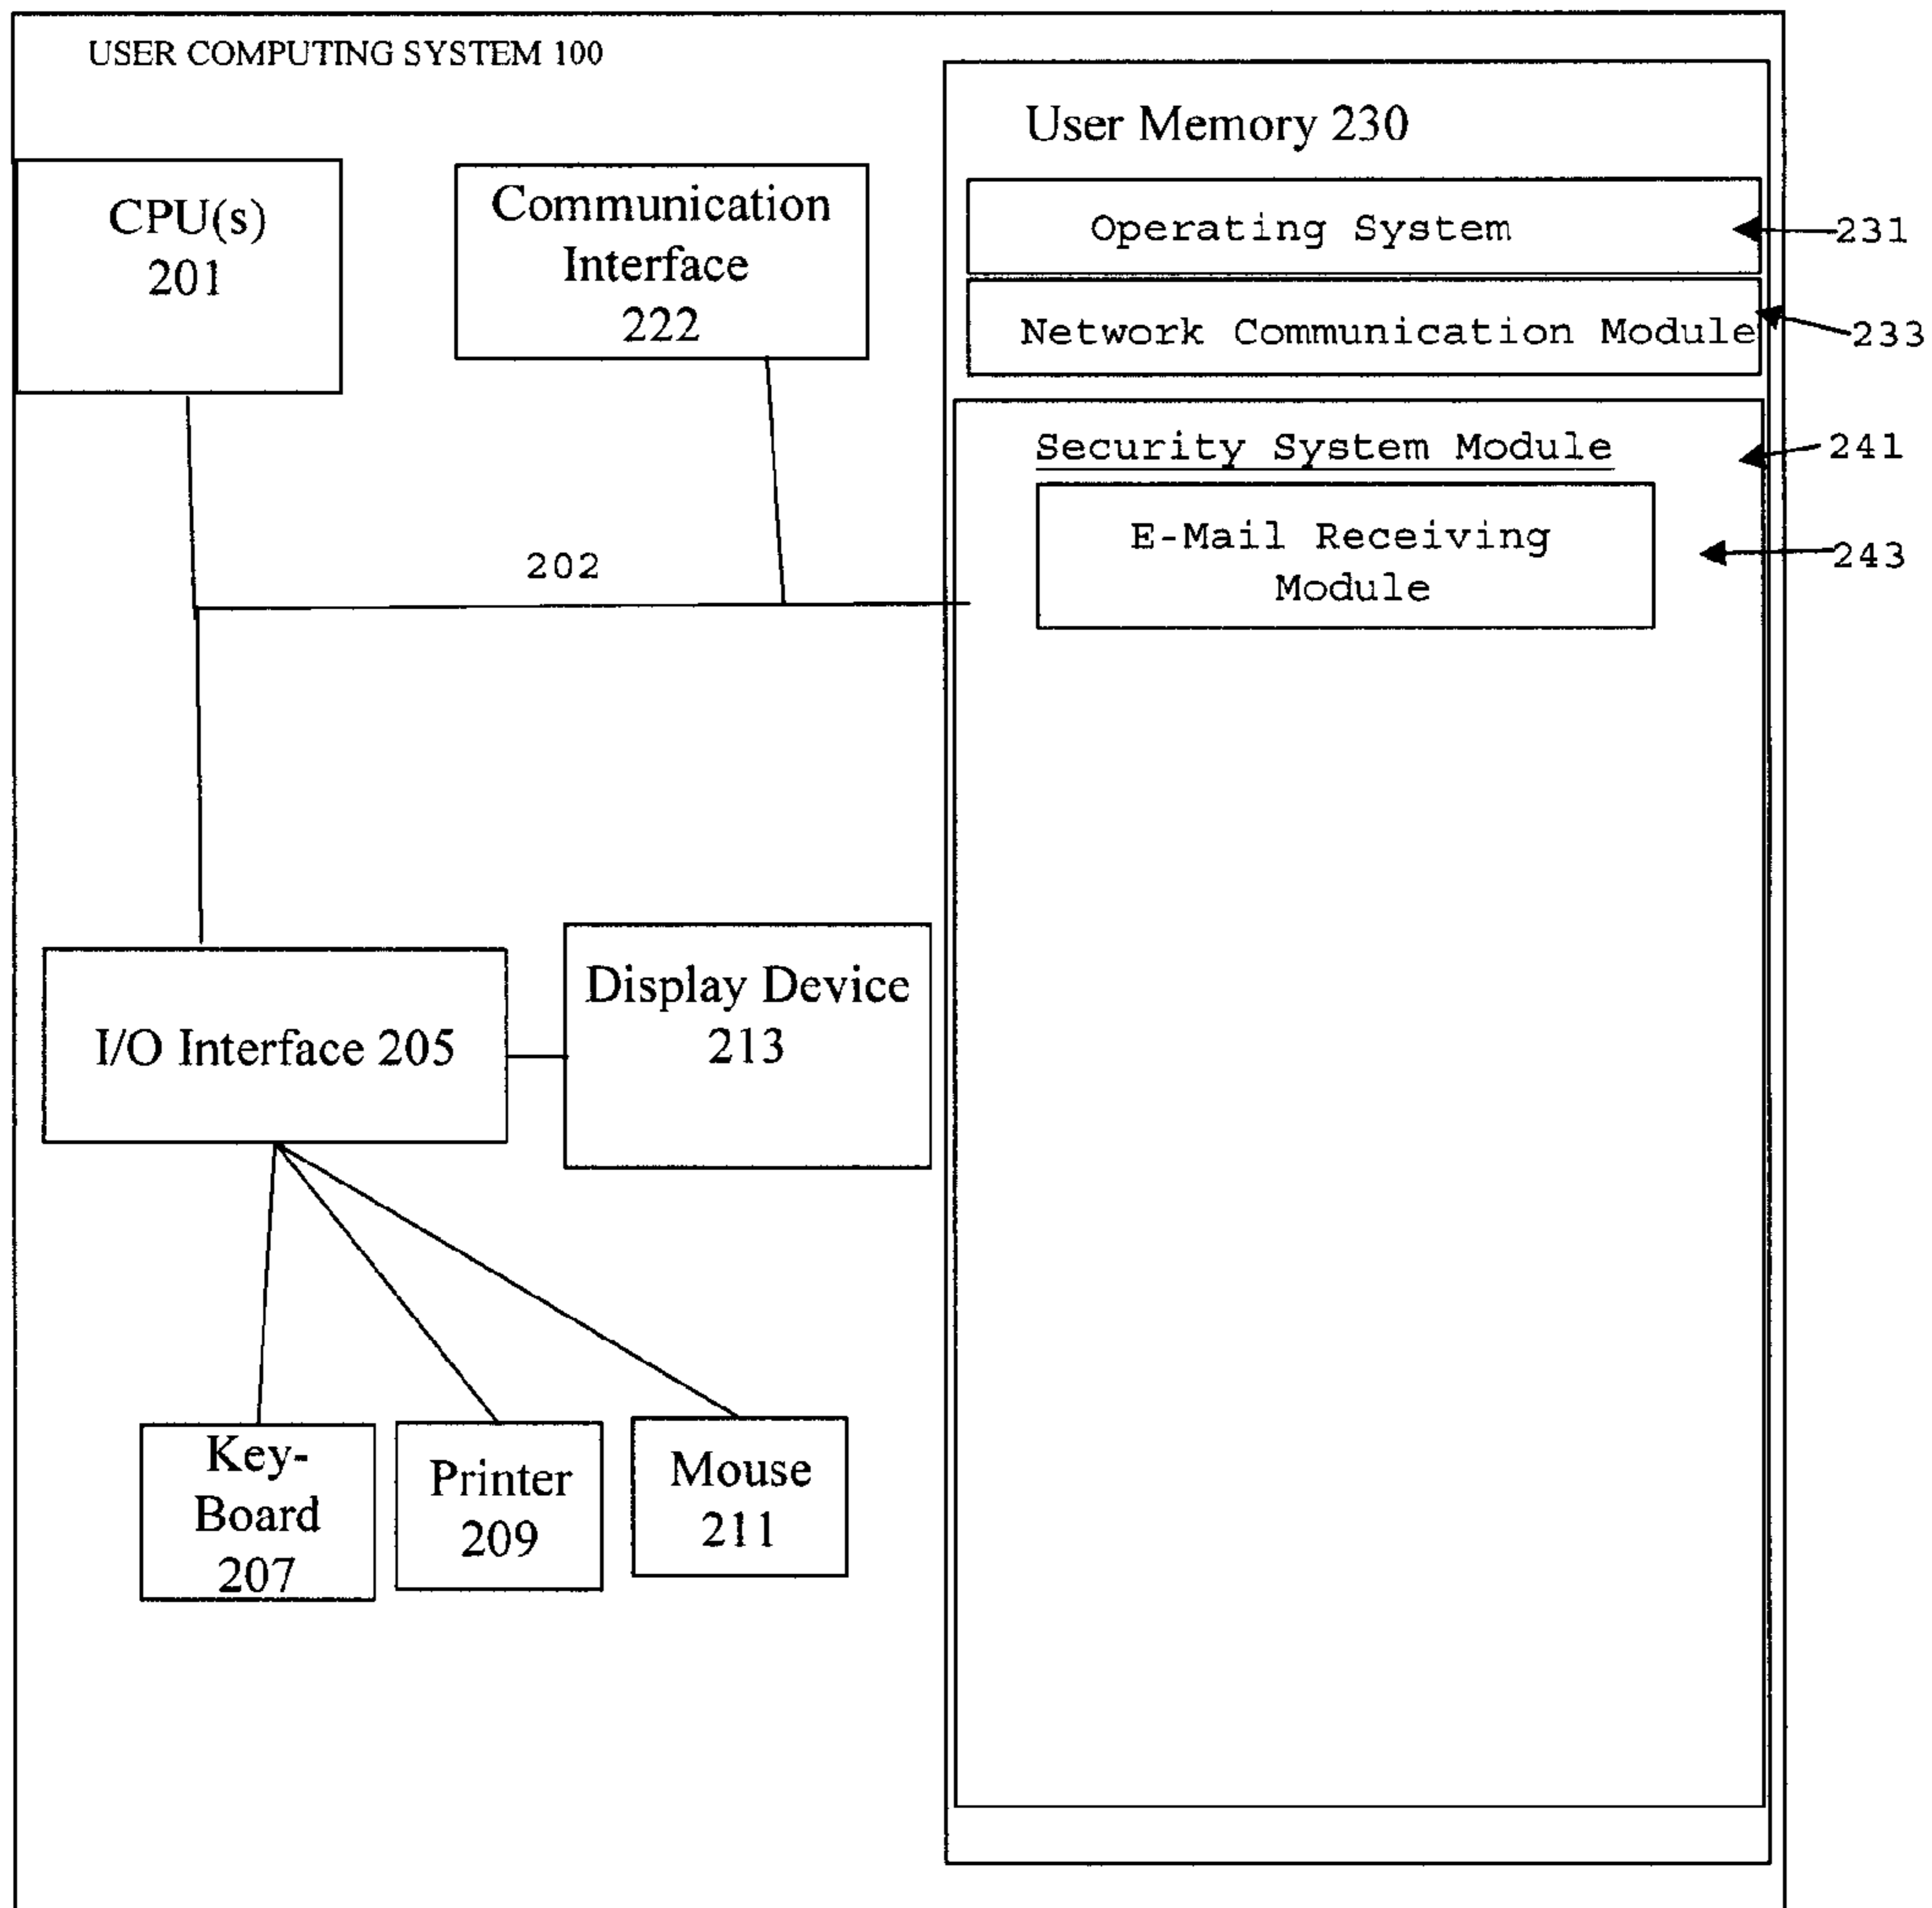 USER COMPUTING SYSTEM 100
User Memory 230
CPU(s)
201
Communication
Interface
222
Operating System
231
Network Communication Module
233
Security System Module
241
E-Mail Receiving
Module
243
202
I/O Interface 205
Display Device
213
Key-
Board
207
Printer
209
Mouse
211